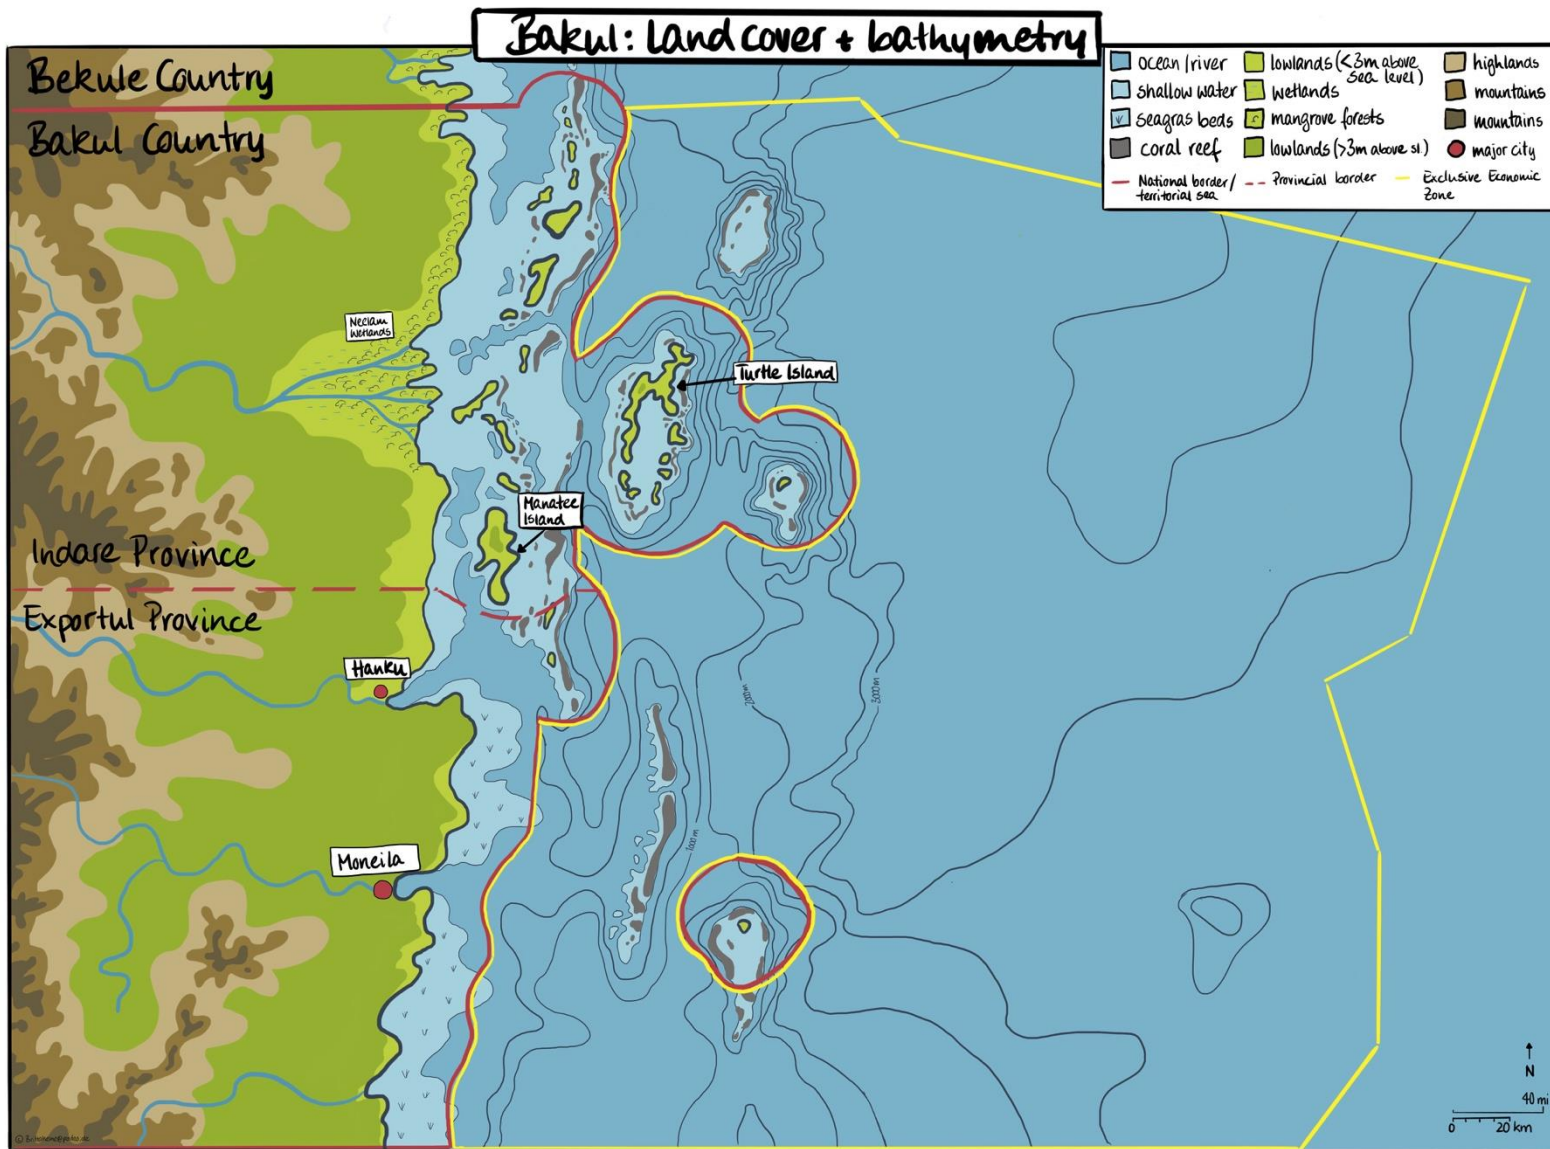 Bakul: Land cover + bathymetry
Bekule Country
Bakul Country
ocean/river
shallow water
seagras beds
coral reef
lowlands (<3m above
sea level)
wetlands
mangrove forests
lowlands (>3m above sl.)
highlands
mountains
mountains
major city
National border/
territorial sea
Provincial border
Exclusive Economic
Zone
Neclam
Wetlands
Turtle Island
Manatee
Island
Indare Province
Exportul Province
Hanku
2000m
3000m
1000m
Moneila
N
40 mi
0 20 km